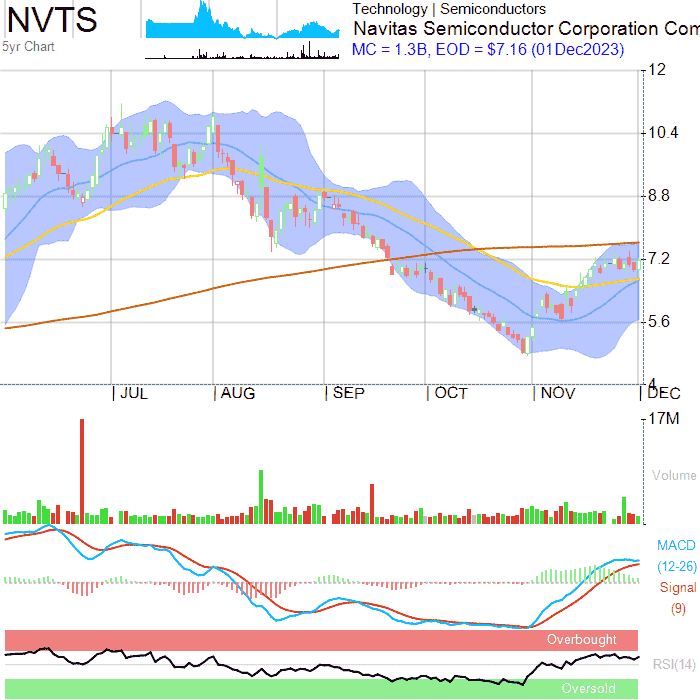 NVTS
5yr Chart
Technology | Semiconductors
Navitas Semiconductor Corporation Com
MC = 1.3B, EOD = $7.16 (01Dec2023)
12
10.4
8.8
7.2
5.6
4
JUL
AUG
SEP
OCT
NOV
DEC
17M
Volume
MACD
(12-26)
Signal
(9)
Overbought
RSI(14)
Oversold